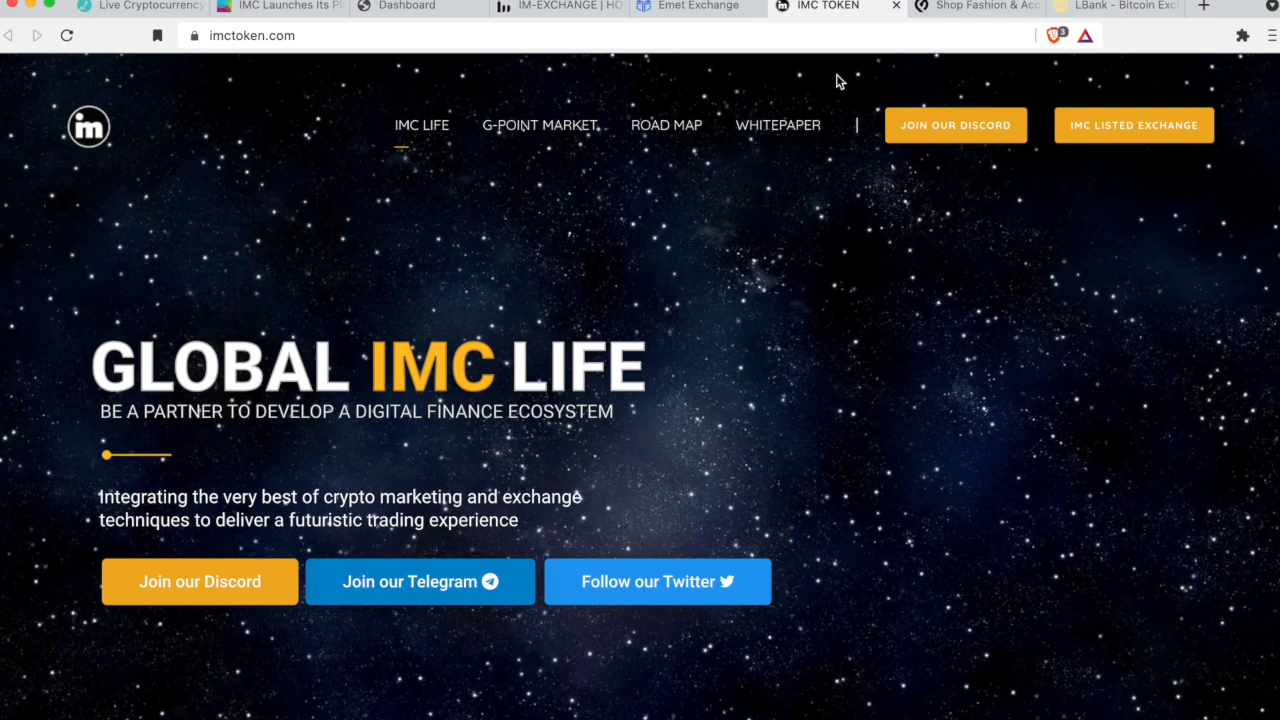 Live Cryptocurrency
IMC Launches Its Pl
Dashboard
IM-EXCHANGE | HO
Emet Exchange
IMC TOKEN
Shop Fashion & Acc
LBank - Bitcoin Exc
imctoken.com
3
im
IMC LIFE
G-POINT MARKET
ROAD MAP
WHITEPAPER
|
JOIN OUR DISCORD
IMC LISTED EXCHANGE
GLOBAL IMC LIFE
BE A PARTNER TO DEVELOP A DIGITAL FINANCE ECOSYSTEM
Integrating the very best of crypto marketing and exchange
techniques to deliver a futuristic trading experience
Join our Discord
Join our Telegram
Follow our Twitter